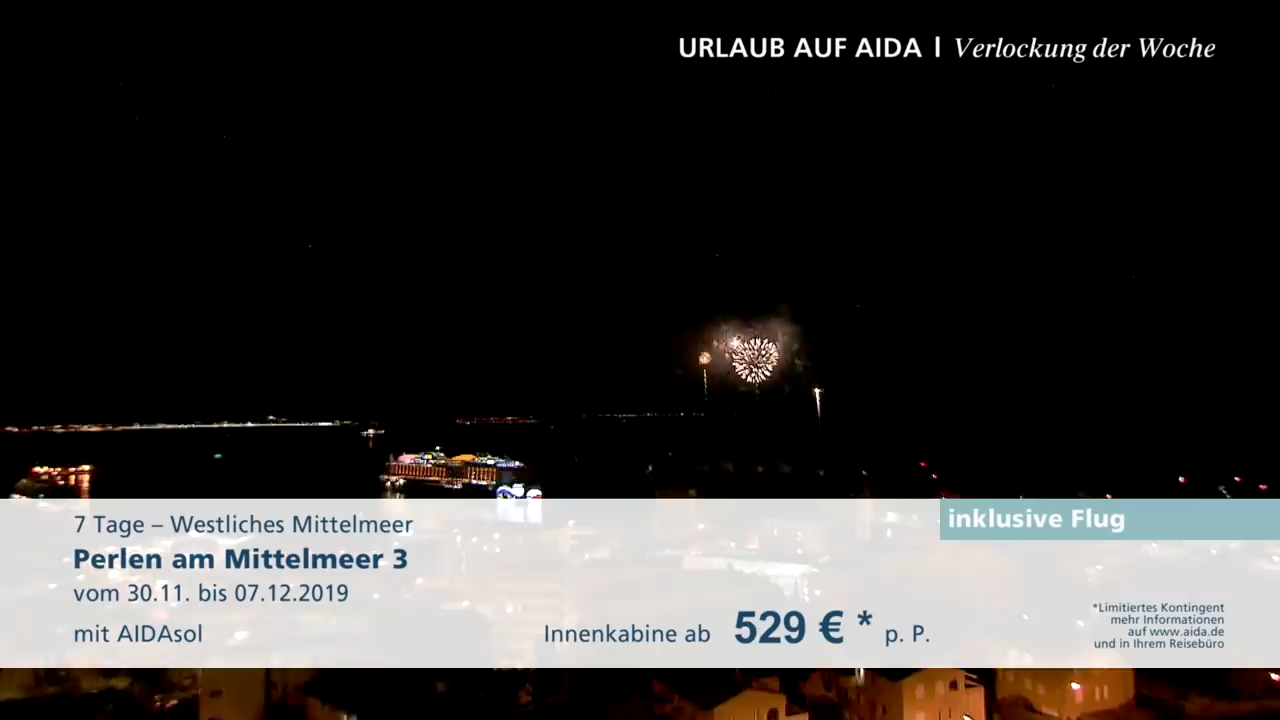 URLAUB AUF AIDA | Verlockung der Woche
7 Tage – Westliches Mittelmeer
inklusive Flug
Perlen am Mittelmeer 3
vom 30.11. bis 07.12.2019
mit AIDAsol
Innenkabine ab 529 € * p. P.
*Limitiertes Kontingent
mehr Informationen
auf www.aida.de
und in Ihrem Reisebüro